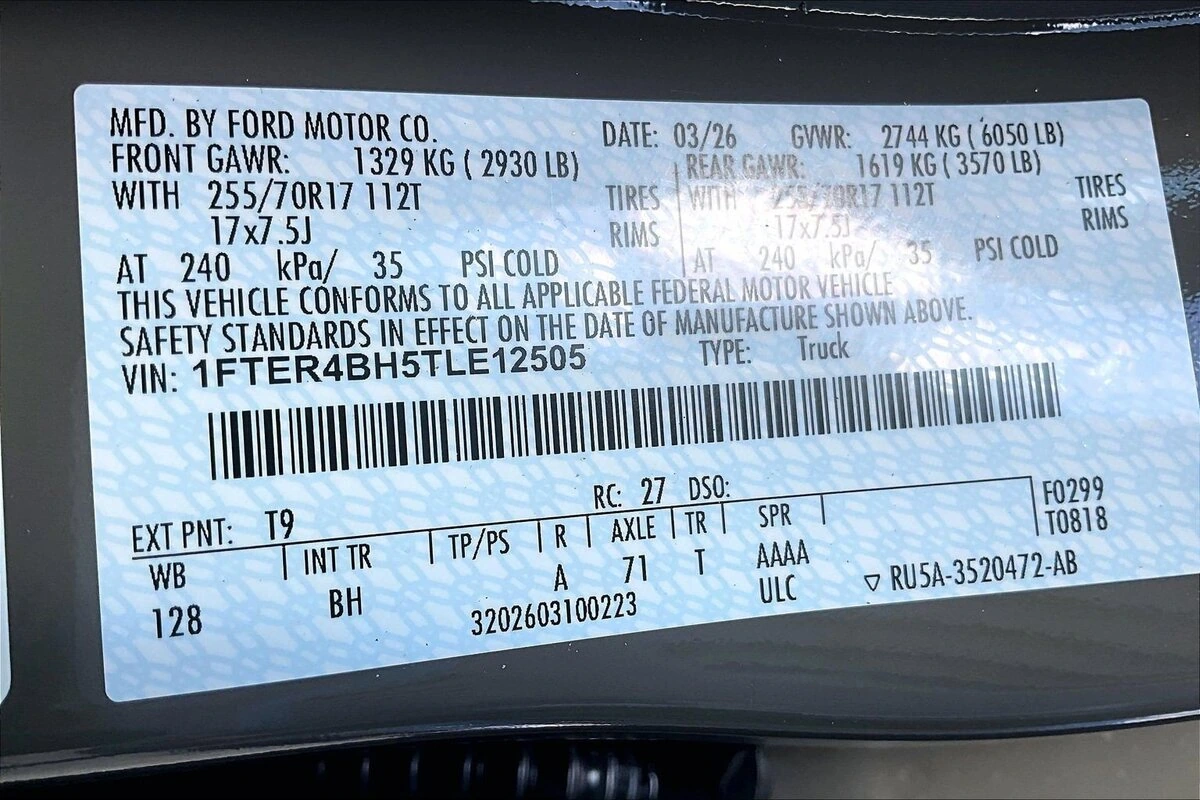 MFD. BY FORD MOTOR CO. DATE: 03/26 GVWR: 2744 KG ( 6050 LB)
FRONT GAWR: 1329 KG ( 2930 LB) REAR GAWR: 1619 KG ( 3570 LB)
WITH 255/70R17 112T TIRES WITH 255/70R17 112T TIRES
17x7.5J RIMS 17x7.5J RIMS
AT 240 kPa/ 35 PSI COLD AT 240 kPa/ 35 PSI COLD
THIS VEHICLE CONFORMS TO ALL APPLICABLE FEDERAL MOTOR VEHICLE
SAFETY STANDARDS IN EFFECT ON THE DATE OF MANUFACTURE SHOWN ABOVE.
VIN: 1FTER4BH5TLE12505 TYPE: Truck
RC: 27 DSO:
EXT PNT: T9 F0299
WB INT TR TP/PS R AXLE TR SPR T0818
128 BH A 71 T AAAA
3202603100223 ULC ▽ RU5A-3520472-AB